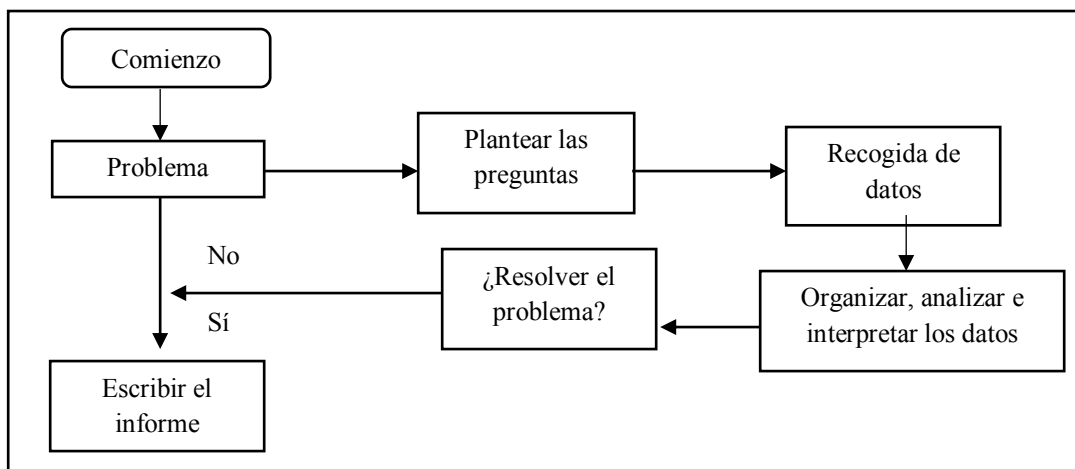 Comienzo
Problema
Plantear las
preguntas
Recogida de
datos
Organizar, analizar e
interpretar los datos
¿Resolver el
problema?
No
Sí
Escribir el
informe